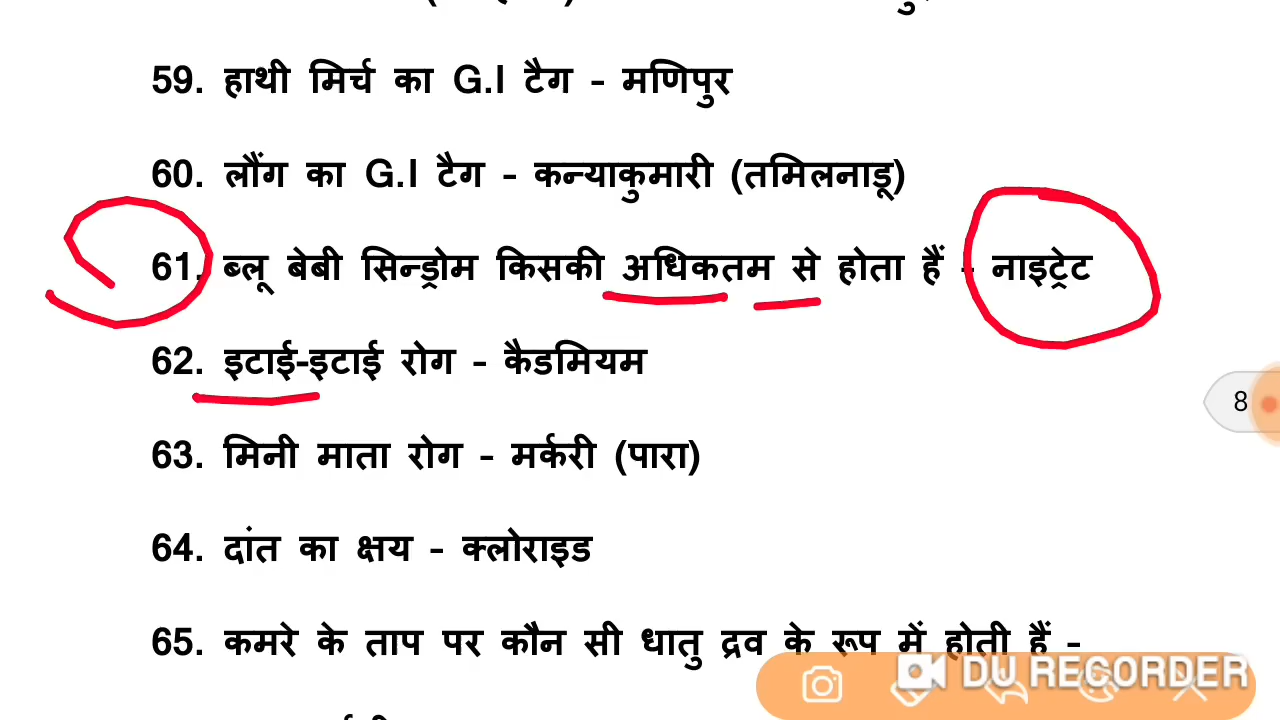 59. हाथी मिर्च का G.I टैग – मणिपुर
60. लौंग का G.I टैग – कन्याकुमारी (तमिलनाडू)
61. ब्लू बेबी सिन्ड्रोम किसकी अधिकतम से होता हैं – नाइट्रेट
62. इटाई-इटाई रोग – कैडमियम
8
63. मिनी माता रोग – मर्करी (पारा)
64. दांत का क्षय – क्लोराइड
65. कमरे के ताप पर कौन सी धातु द्रव के रूप में होती हैं –
DU RECORDER